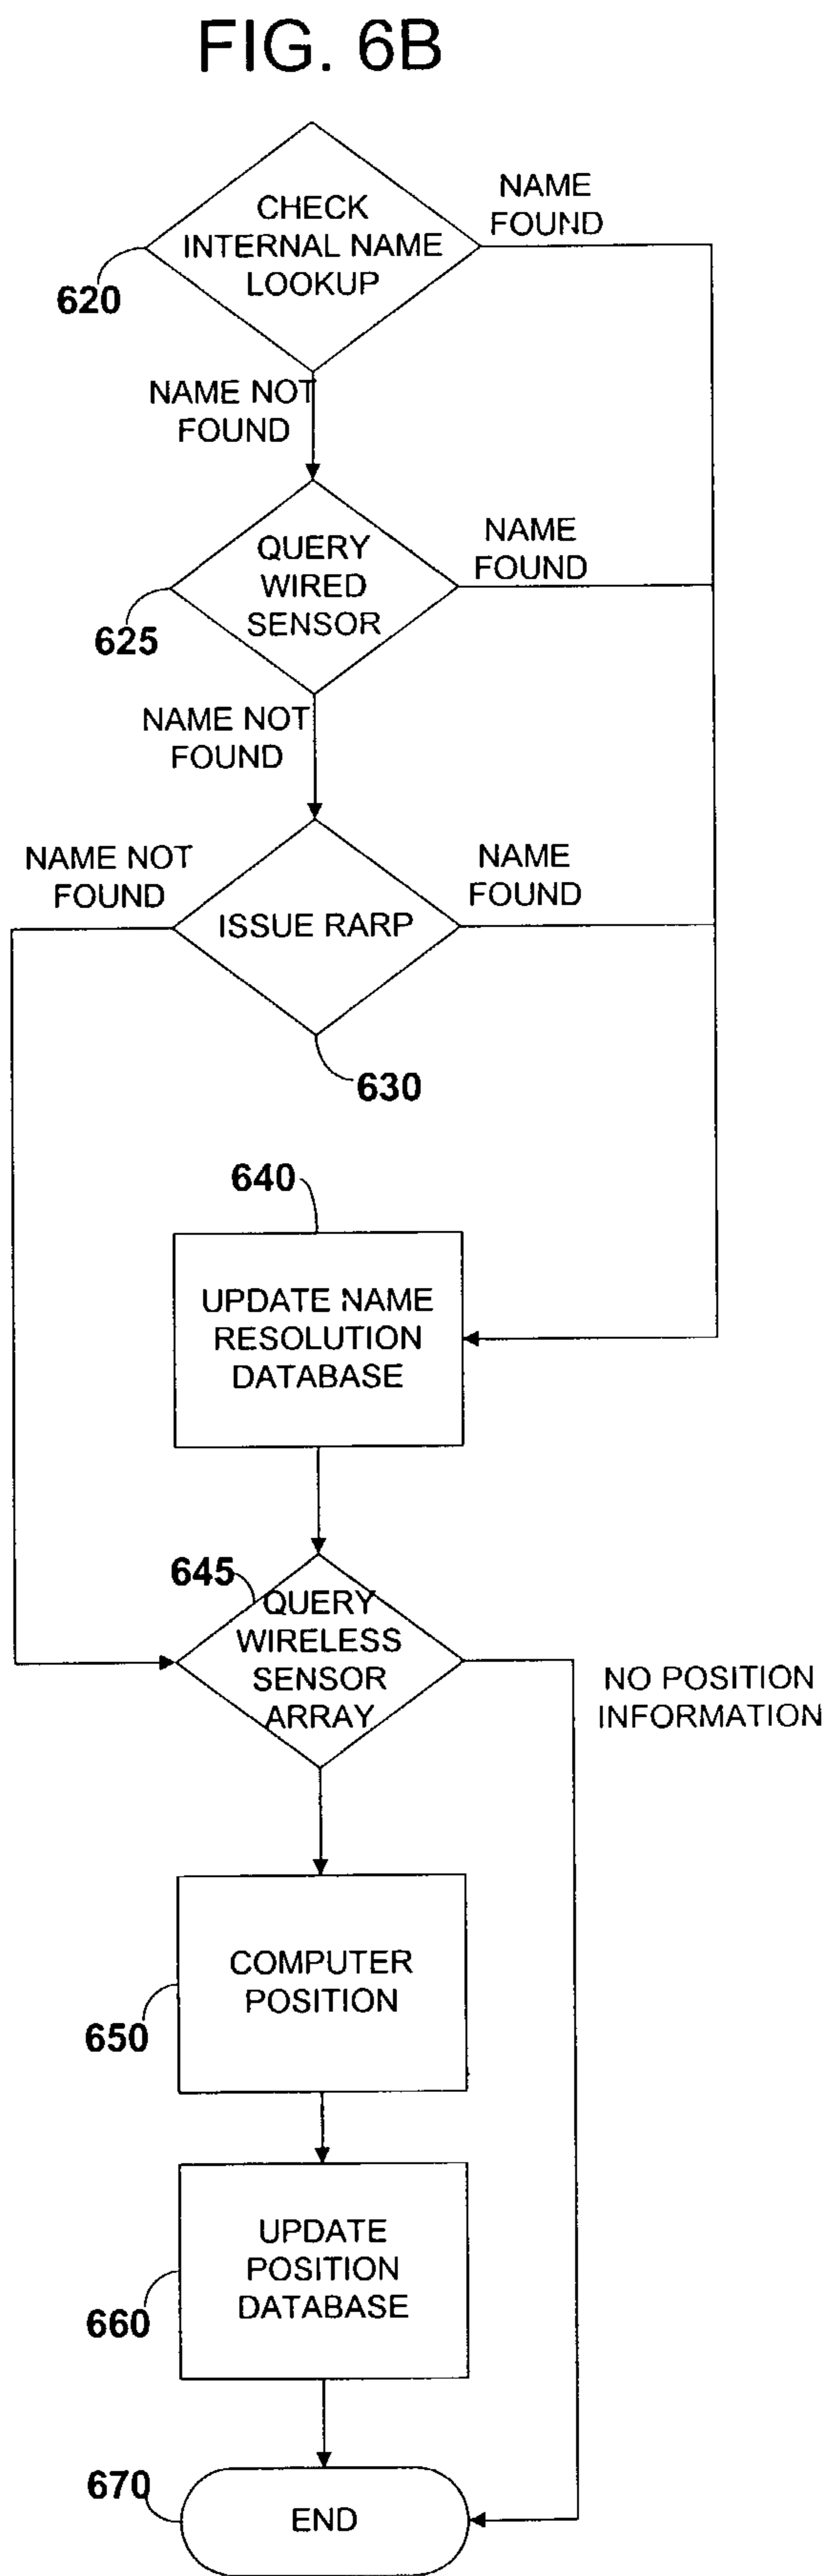 FIG. 6B
CHECK
INTERNAL NAME
LOOKUP
NAME
FOUND
620
NAME NOT
FOUND
QUERY
WIRED
SENSOR
NAME
FOUND
625
NAME NOT
FOUND
NAME NOT
FOUND
ISSUE RARP
NAME
FOUND
630
640
UPDATE NAME
RESOLUTION
DATABASE
645
QUERY
WIRELESS
SENSOR
ARRAY
NO POSITION
INFORMATION
COMPUTER
POSITION
650
UPDATE
POSITION
DATABASE
660
670
END